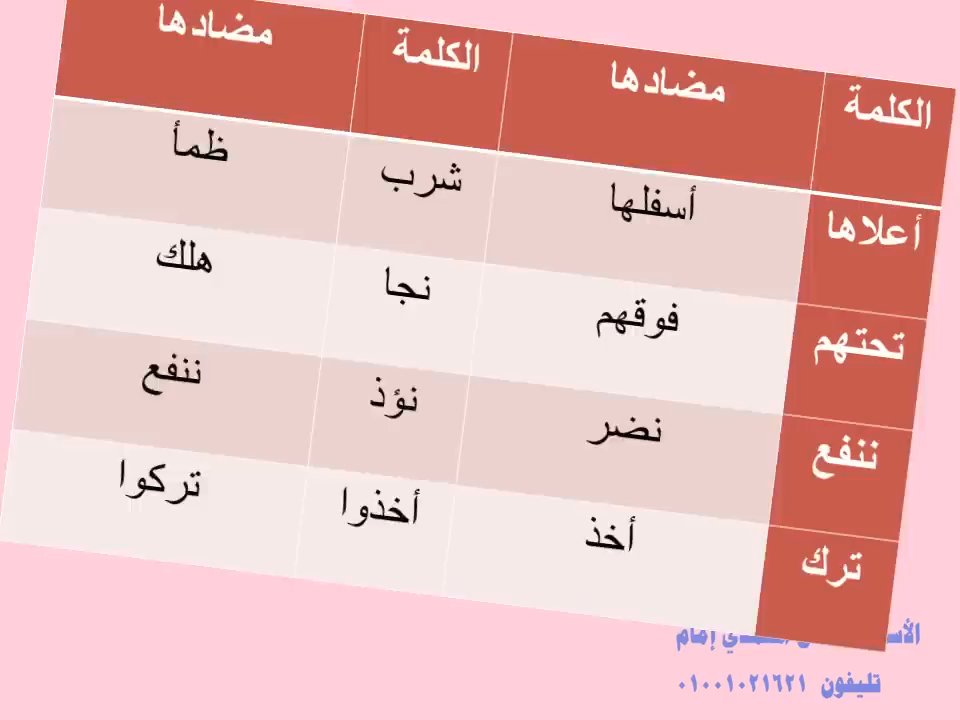 الكلمة مضادها الكلمة مضادها
أعلاها أسفلها شرب ظمأ
تحتهم فوقهم نجا هلك
ننفع نضر نؤذ ننفع
ترك أخذ أخذوا تركوا
إمام
تليفون ٠١٠٠١٠٢١٦٢١